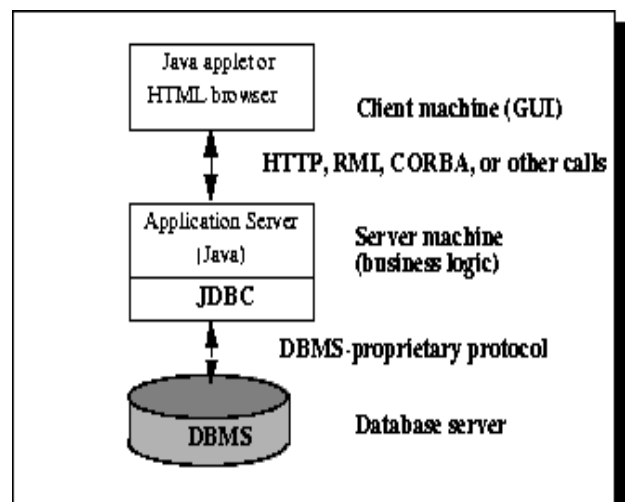 Java applet or
HTML browser
Client machine (GUI)
HTTP, RMI, CORBA, or other calls
Application Server
(Java)
JDBC
Server machine
(business logic)
DBMS-proprietary protocol
DBMS
Database server